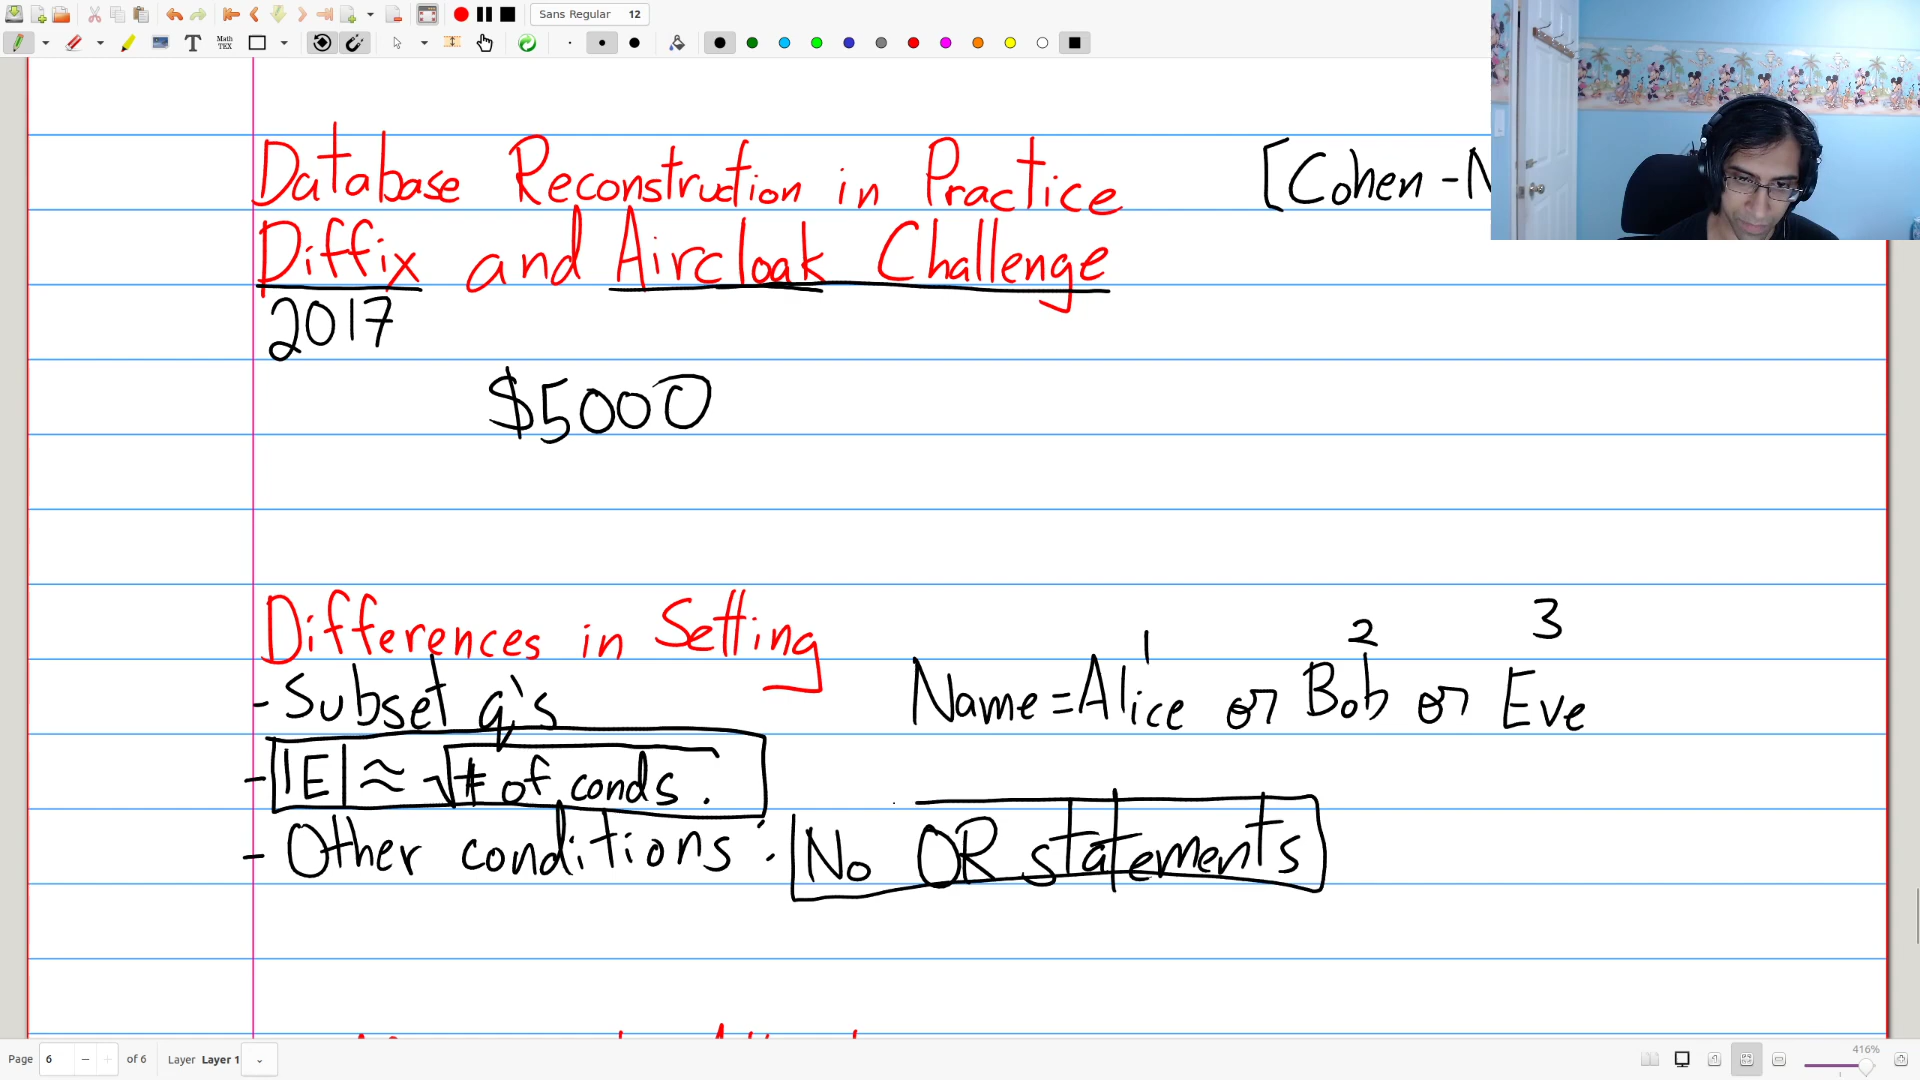 Sans Regular 12
Math
TEX
Database Reconstruction in Practice [Cohen-N
Diffix and Aircloak Challenge
2017
$5000
Differences in Setting
1 2 3
- Subset q's Name = Alice or Bob or Eve
- |E| ≈ √# of conds.
- Other conditions: No OR statements
Page 6 of 6 Layer Layer 1 416%